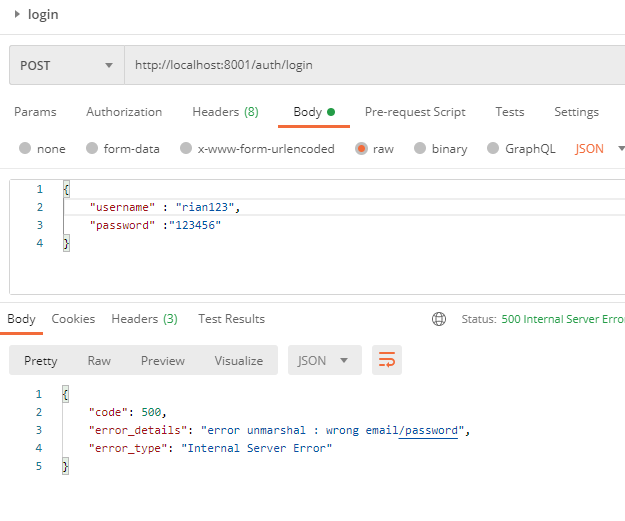 login
POST http://localhost:8001/auth/login
Params Authorization Headers (8) Body Pre-request Script Tests Settings
none form-data x-www-form-urlencoded raw binary GraphQL JSON
1 {
2 "username" : "rian123",
3 "password" :"123456"
4 }
Body Cookies Headers (3) Test Results Status: 500 Internal Server Erro
Pretty Raw Preview Visualize JSON
1 {
2 "code": 500,
3 "error_details": "error unmarshal : wrong email/password",
4 "error_type": "Internal Server Error"
5 }